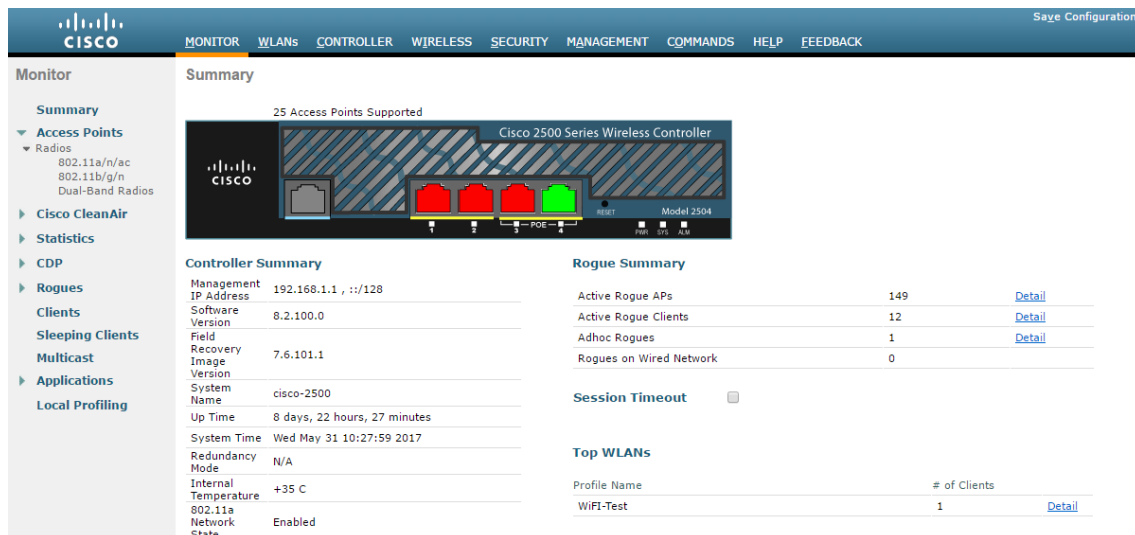 Save Configuration
CISCO
MONITOR WLANs CONTROLLER WIRELESS SECURITY MANAGEMENT COMMANDS HELP FEEDBACK
Monitor
Summary
Access Points
Radios
802.11a/n/ac
802.11b/g/n
Dual-Band Radios
Cisco CleanAir
Statistics
CDP
Rogues
Clients
Sleeping Clients
Multicast
Applications
Local Profiling
Summary
25 Access Points Supported
Cisco 2500 Series Wireless Controller
CISCO
RESET
Model 2504
1 2 3 POE 4
PWR SYS ALM
Controller Summary
Management IP Address 192.168.1.1 , ::/128
Software Version 8.2.100.0
Field Recovery Image Version 7.6.101.1
System Name cisco-2500
Up Time 8 days, 22 hours, 27 minutes
System Time Wed May 31 10:27:59 2017
Redundancy Mode N/A
Internal Temperature +35 C
802.11a Network State Enabled
Rogue Summary
Active Rogue APs 149 Detail
Active Rogue Clients 12 Detail
Adhoc Rogues 1 Detail
Rogues on Wired Network 0
Session Timeout
Top WLANs
Profile Name # of Clients
WiFI-Test 1 Detail